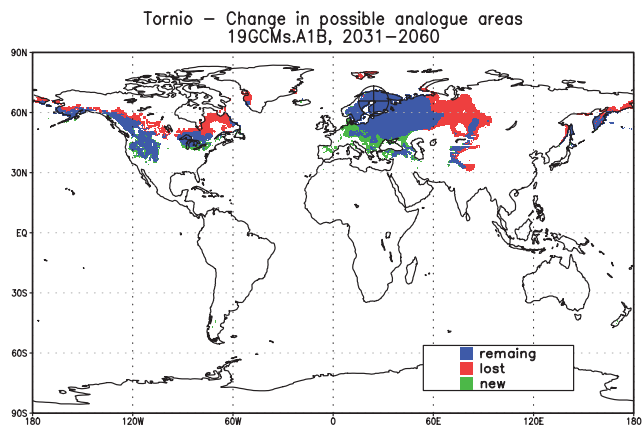 Tornio – Change in possible analogue areas
19GCMs.A1B, 2031–2060
90N
60N
30N
EQ
30S
60S
90S
180
120W
60W
0
60E
120E
180
remaing
lost
new